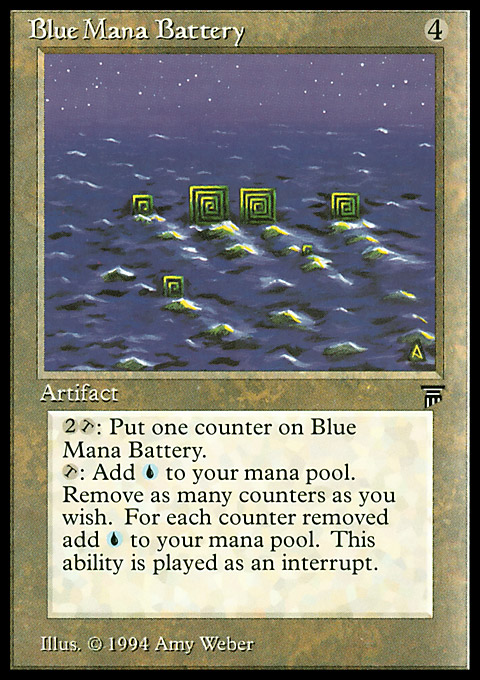 Blue Mana Battery 4
Artifact
2: Put one counter on Blue
Mana Battery.
: Add to your mana pool.
Remove as many counters as you
wish. For each counter removed
add to your mana pool. This
ability is played as an interrupt.
Illus. © 1994 Amy Weber